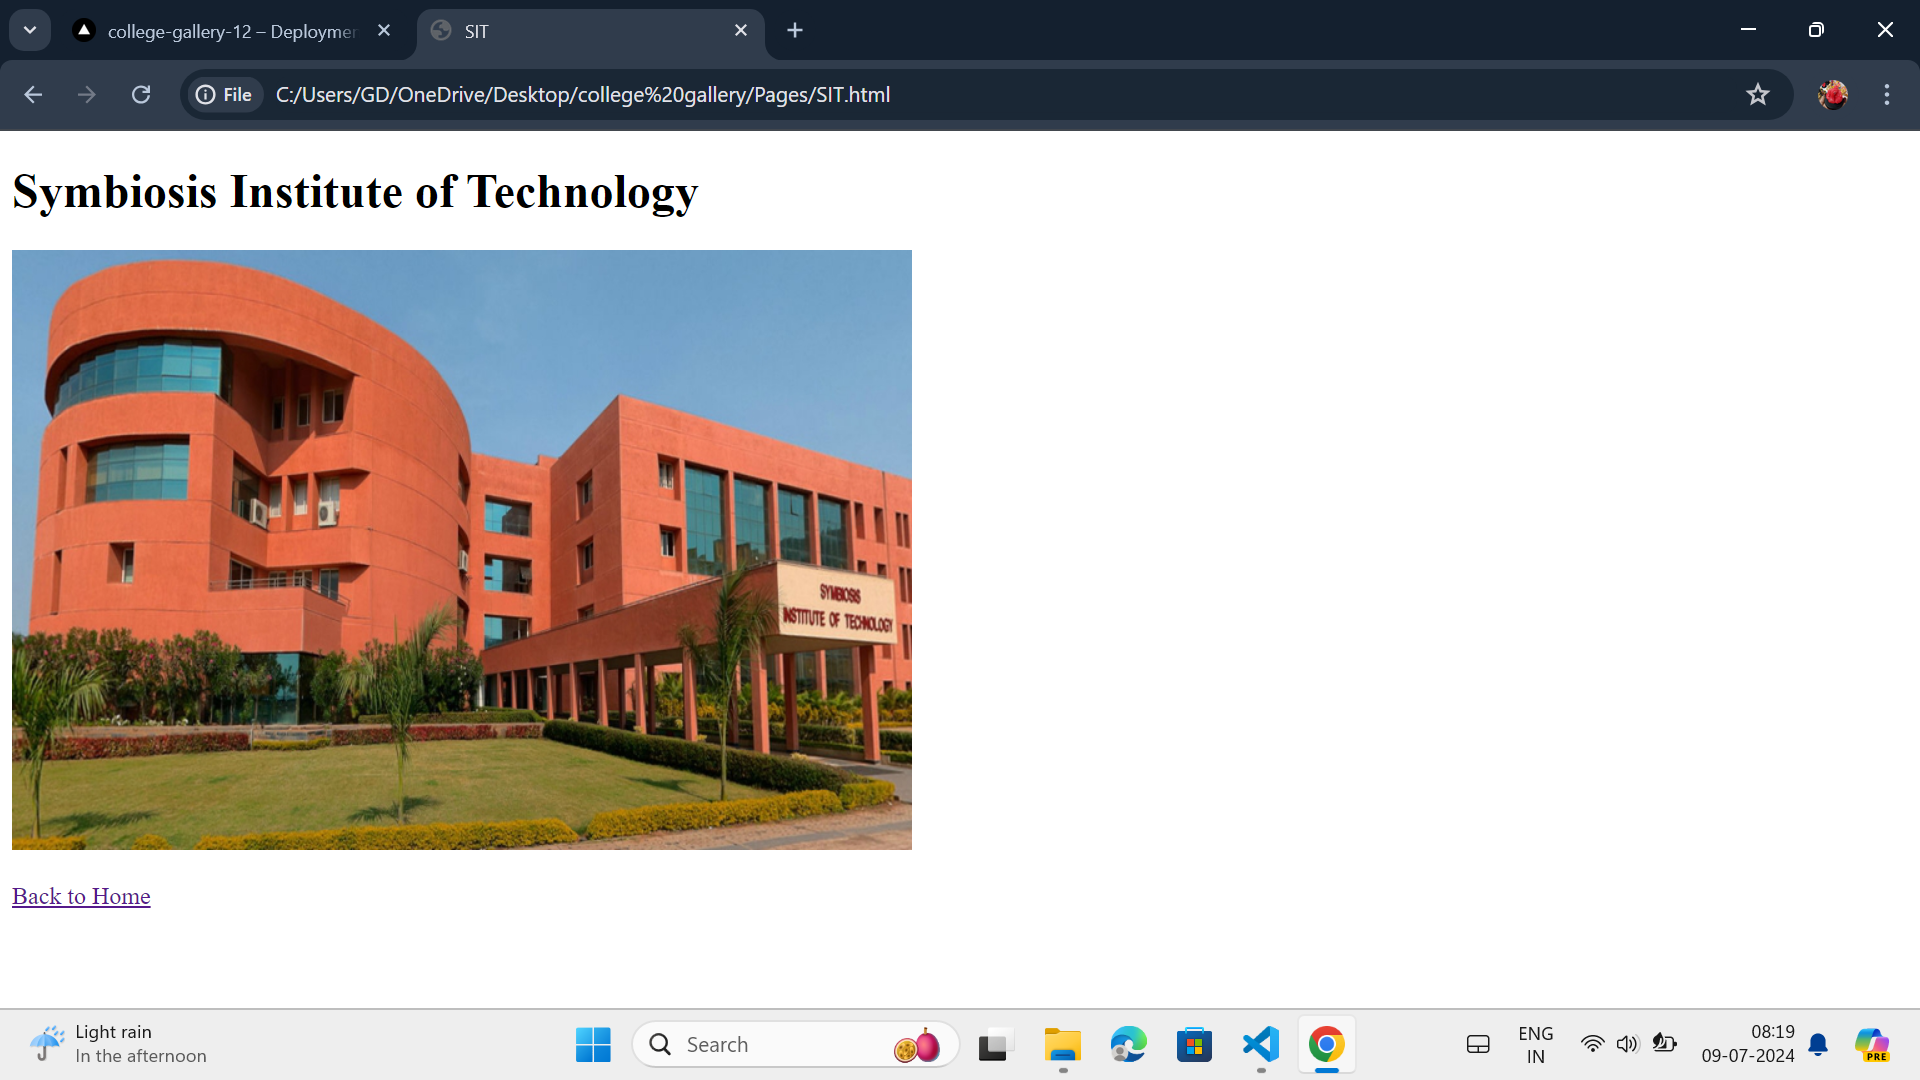 college-gallery-12 – Deploymen
SIT
File
C:/Users/GD/OneDrive/Desktop/college%20gallery/Pages/SIT.html
Symbiosis Institute of Technology
SYMBIOSIS
INSTITUTE OF TECHNOLOGY
Back to Home
Light rain
In the afternoon
Search
ENG
IN
08:19
09-07-2024
PRE